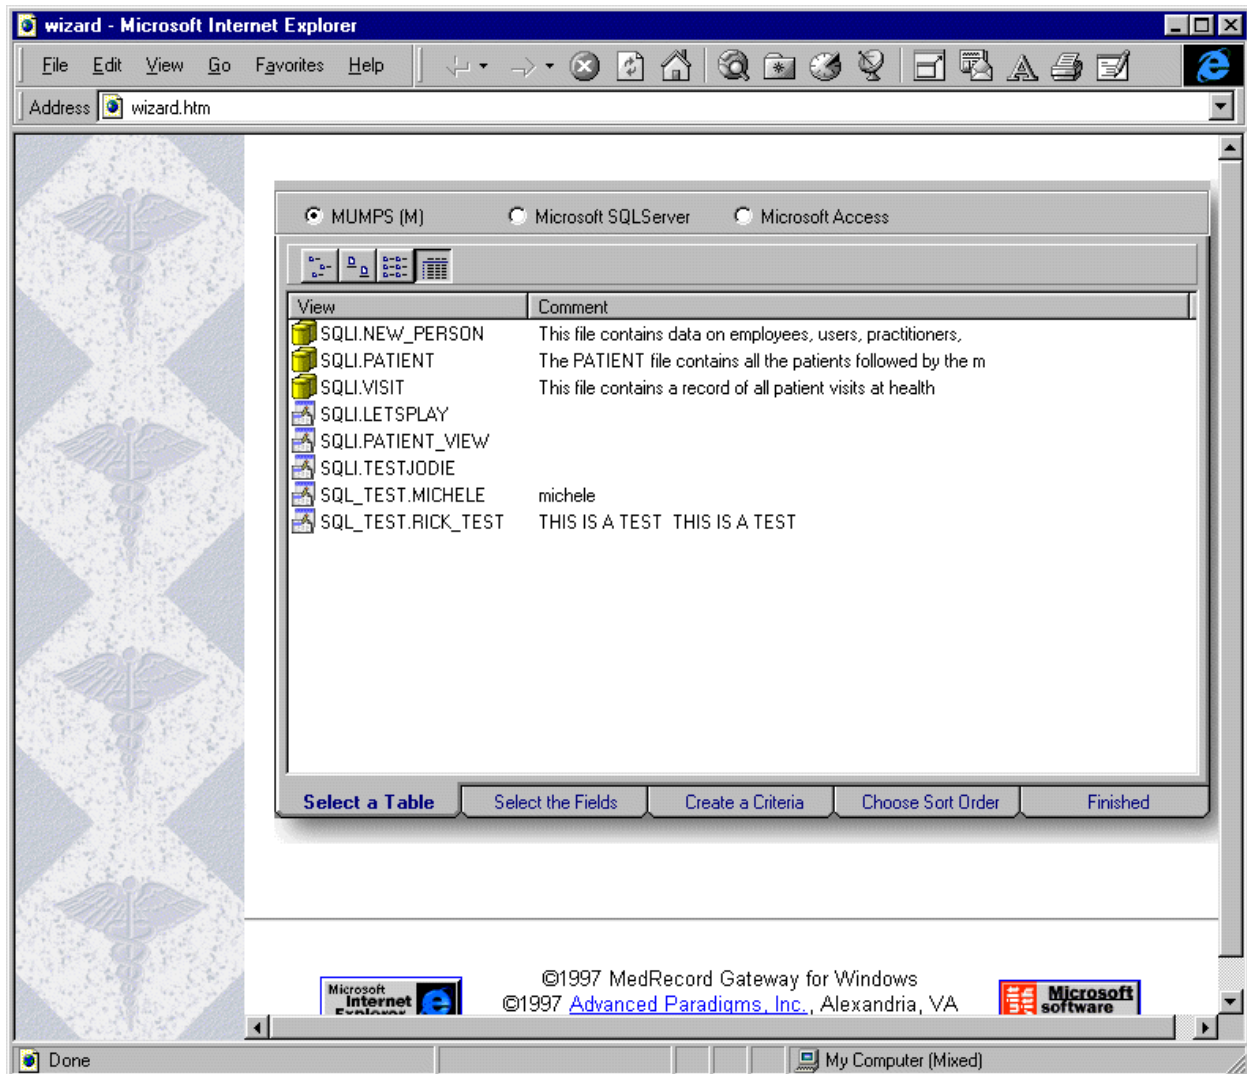 wizard - Microsoft Internet Explorer
File Edit View Go Favorites Help
Address wizard.htm
MUMPS (M) Microsoft SQLServer Microsoft Access
View Comment
SQLI.NEW_PERSON This file contains data on employees, users, practitioners,
SQLI.PATIENT The PATIENT file contains all the patients followed by the m
SQLI.VISIT This file contains a record of all patient visits at health
SQLI.LETSPLAY
SQLI.PATIENT_VIEW
SQLI.TESTJODIE
SQL_TEST.MICHELE michele
SQL_TEST.RICK_TEST THIS IS A TEST THIS IS A TEST
Select a Table Select the Fields Create a Criteria Choose Sort Order Finished
©1997 MedRecord Gateway for Windows
©1997 Advanced Paradigms, Inc., Alexandria, VA
Microsoft
Internet
Explorer
Microsoft
software
Done My Computer (Mixed)